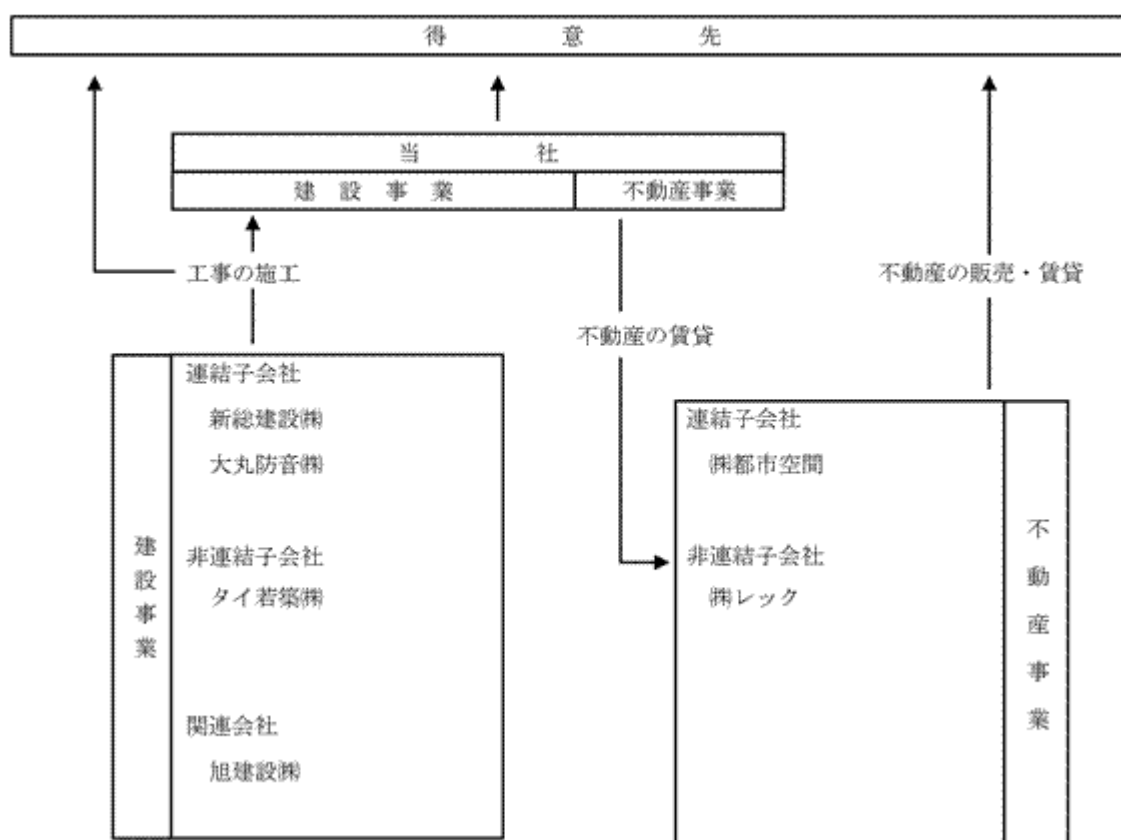 得意先
当社
建設事業
不動産事業
工事の施工
不動産の販売・賃貸
不動産の賃貸
建設事業
連結子会社
新総建設㈱
大丸防音㈱
非連結子会社
タイ若築㈱
関連会社
旭建設㈱
連結子会社
㈱都市空間
非連結子会社
㈱レック
不動産事業